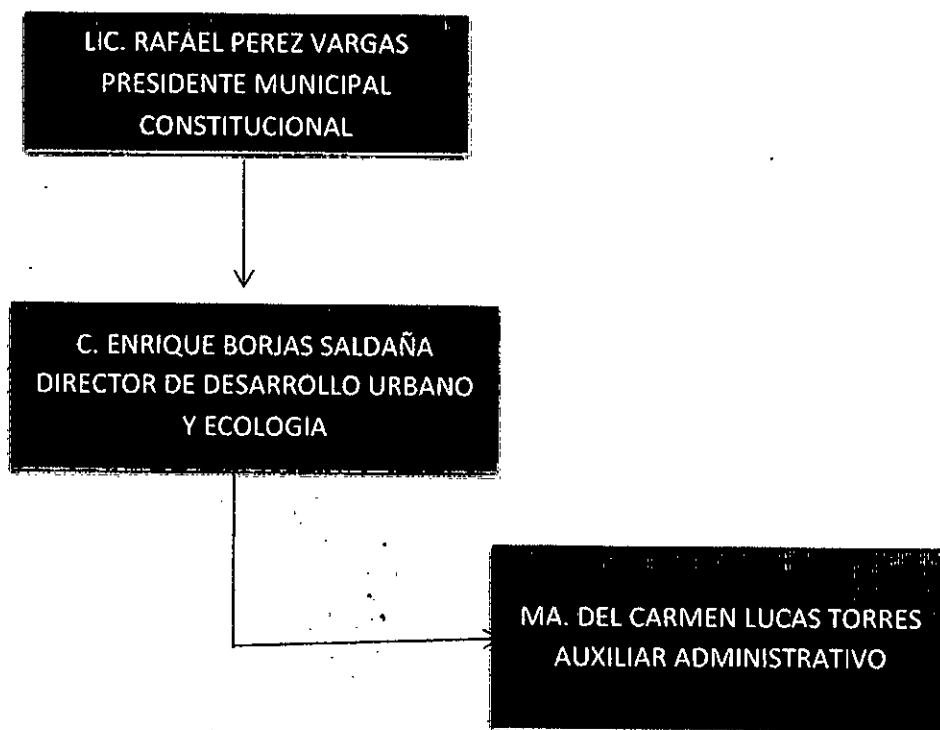 LIC. RAFAEL PEREZ VARGAS
PRESIDENTE MUNICIPAL
CONSTITUCIONAL
C. ENRIQUE BORJAS SALDAÑA
DIRECTOR DE DESARROLLO URBANO
Y ECOLOGIA
MA. DEL CARMEN LUCAS TORRES
AUXILIAR ADMINISTRATIVO